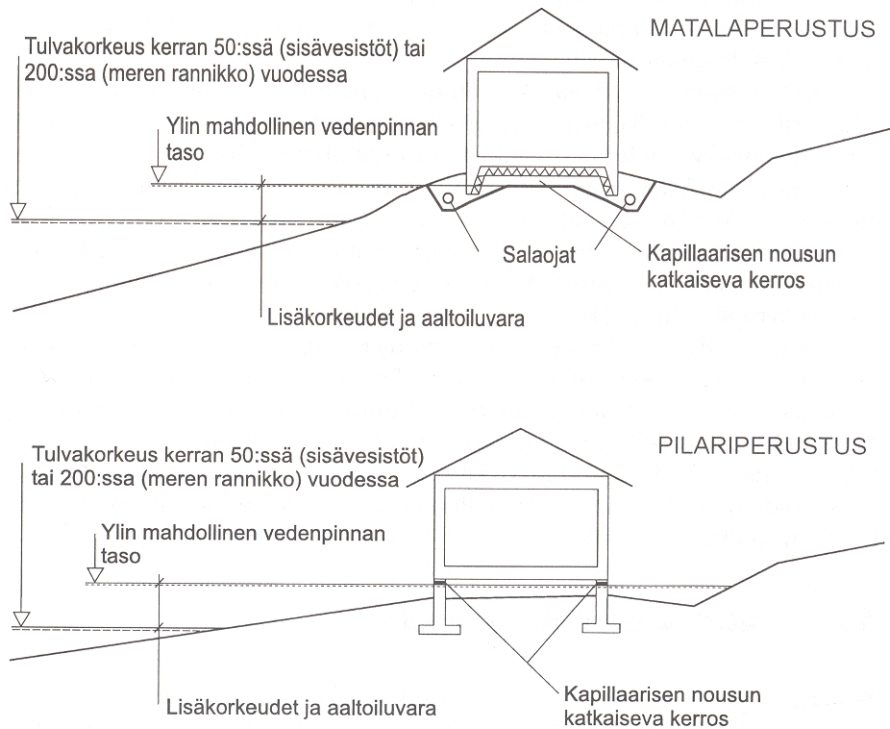 MATALAPERUSTUS
Tulvakorkeus kerran 50:ssä (sisävesistöt) tai
200:ssa (meren rannikko) vuodessa
Ylin mahdollinen vedenpinnan
taso
Salaojat
Kapillaarisen nousun
katkaiseva kerros
Lisäkorkeudet ja aaltoiluvara
PILARIPERUSTUS
Tulvakorkeus kerran 50:ssä (sisävesistöt)
tai 200:ssa (meren rannikko) vuodessa
Ylin mahdollinen vedenpinnan
taso
Lisäkorkeudet ja aaltoiluvara
Kapillaarisen nousun
katkaiseva kerros